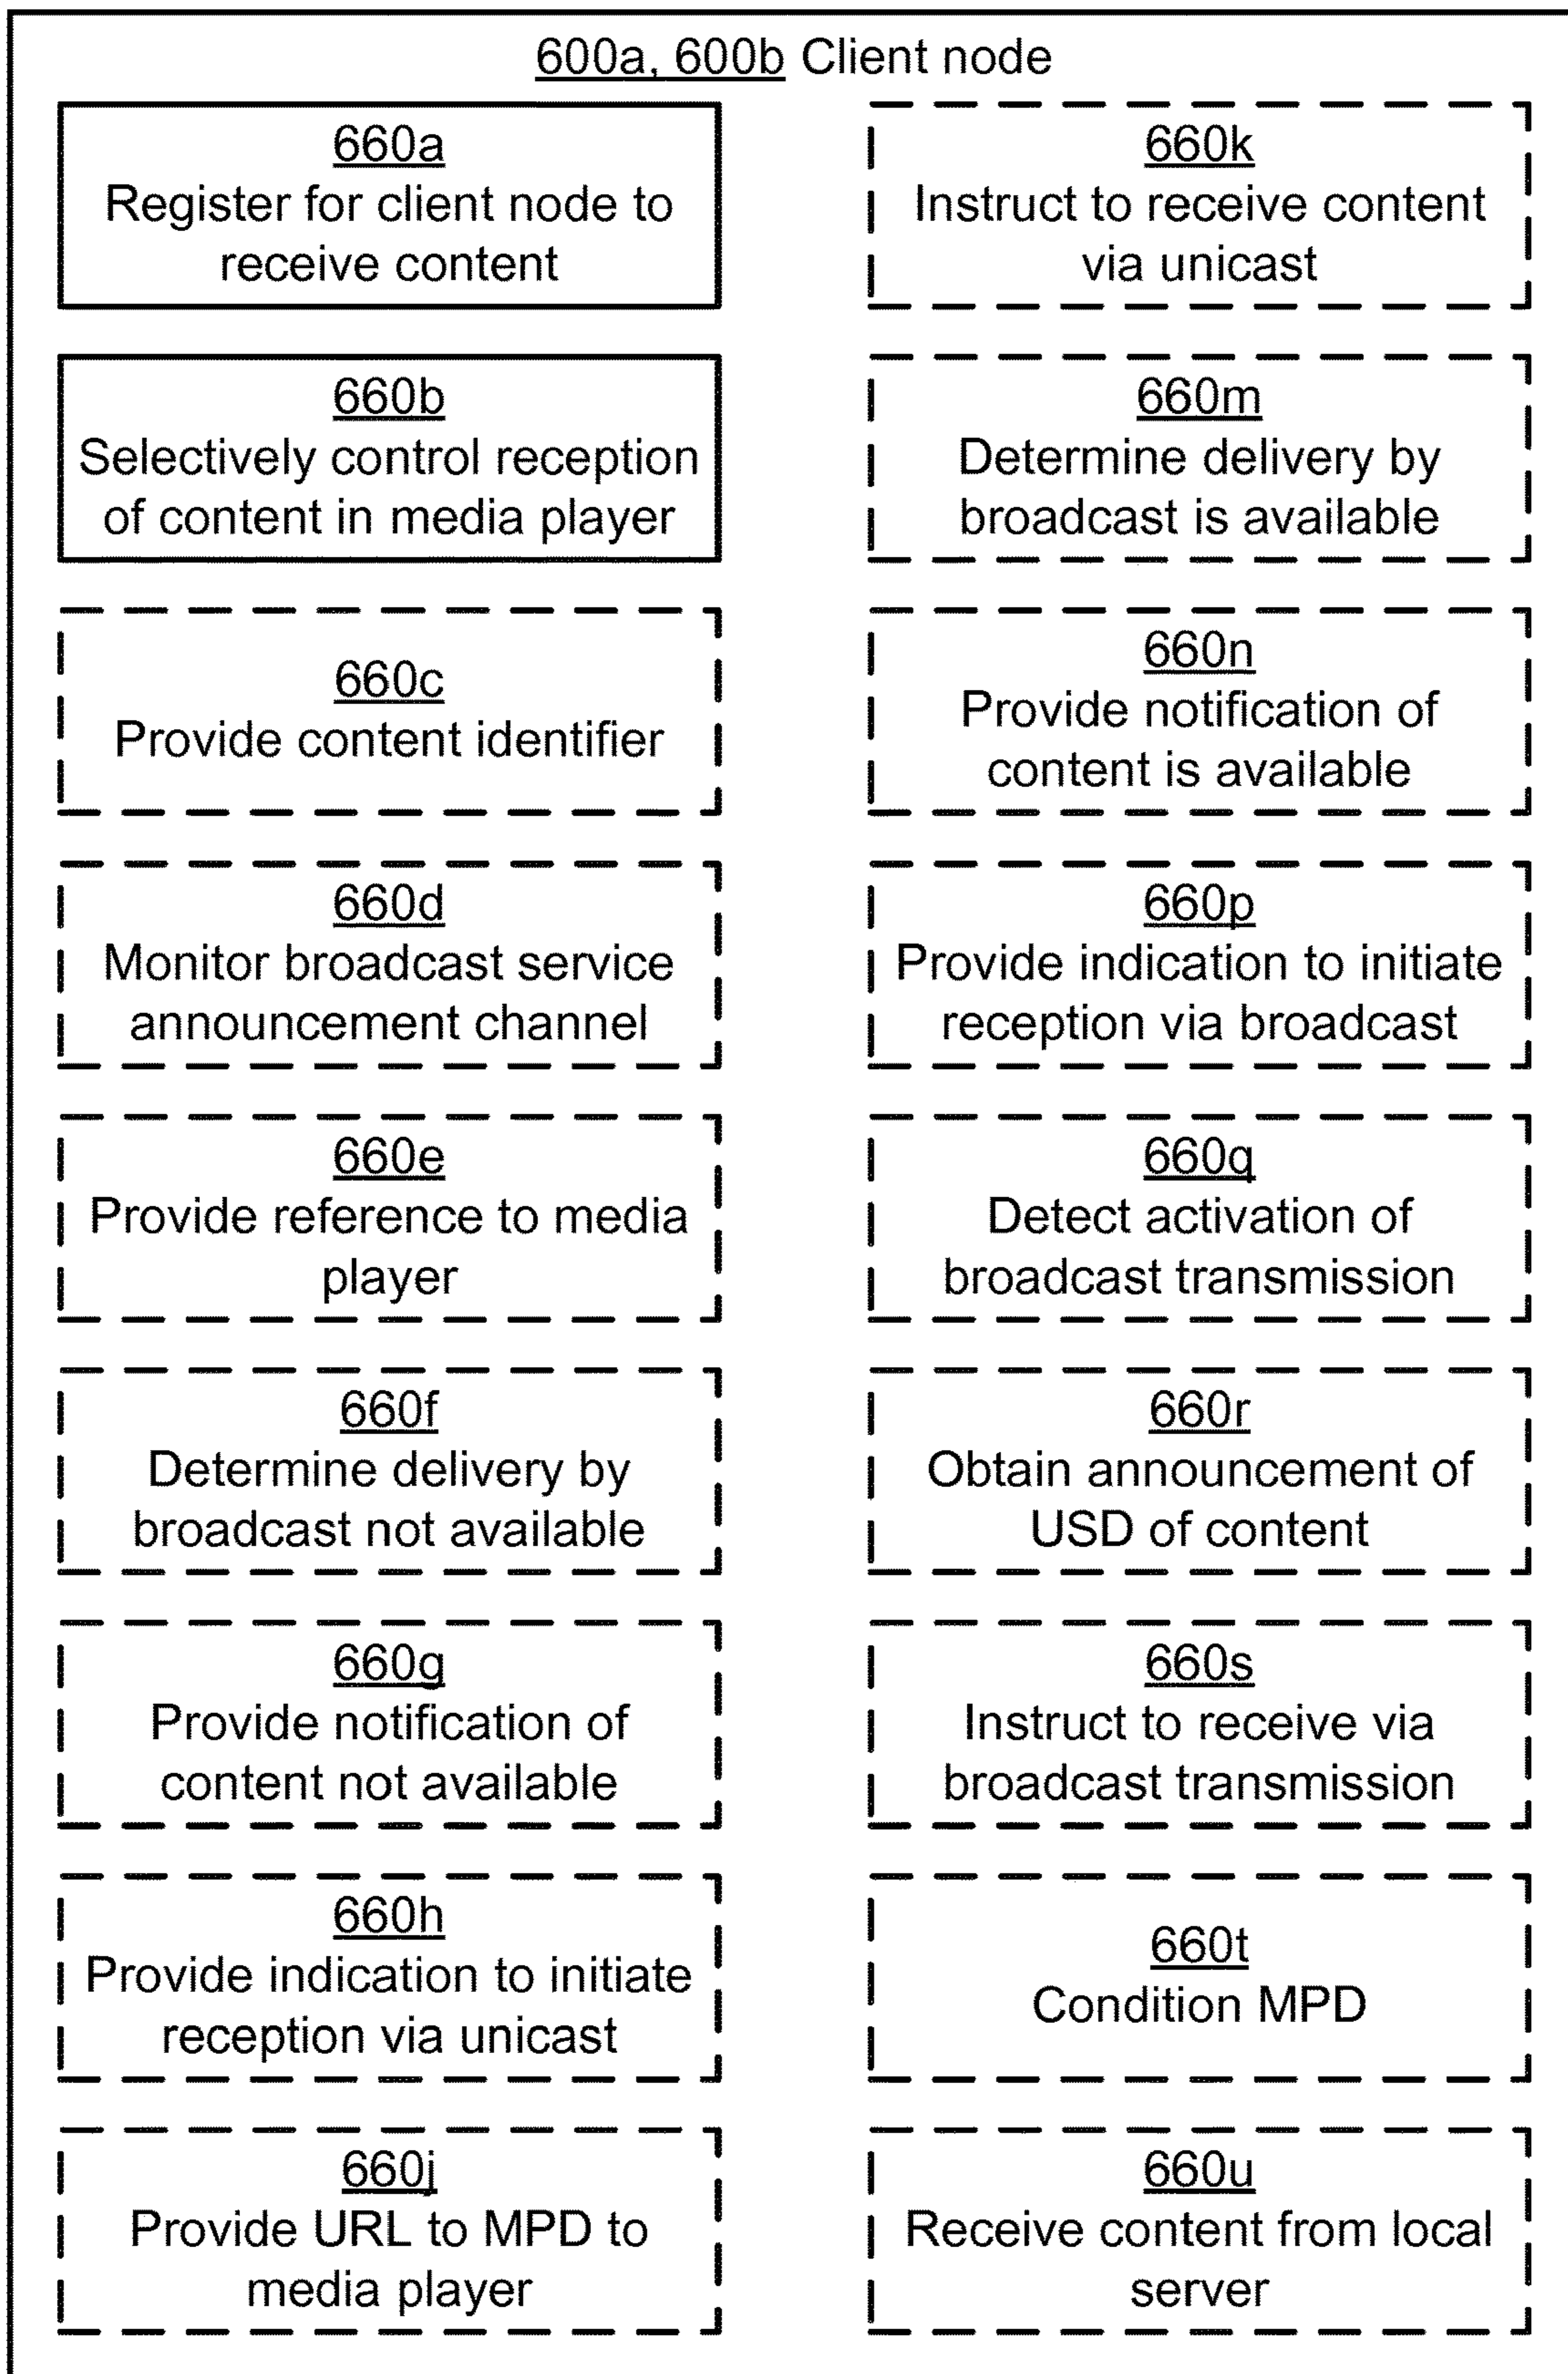 600a, 600b Client node
660a
Register for client node to
receive content
660b
Selectively control reception
of content in media player
660c
Provide content identifier
660d
Monitor broadcast service
announcement channel
660e
Provide reference to media
player
660f
Determine delivery by
broadcast not available
660g
Provide notification of
content not available
660h
Provide indication to initiate
reception via unicast
660j
Provide URL to MPD to
media player
660k
Instruct to receive content
via unicast
660m
Determine delivery by
broadcast is available
660n
Provide notification of
content is available
660p
Provide indication to initiate
reception via broadcast
660q
Detect activation of
broadcast transmission
660r
Obtain announcement of
USD of content
660s
Instruct to receive via
broadcast transmission
660t
Condition MPD
660u
Receive content from local
server